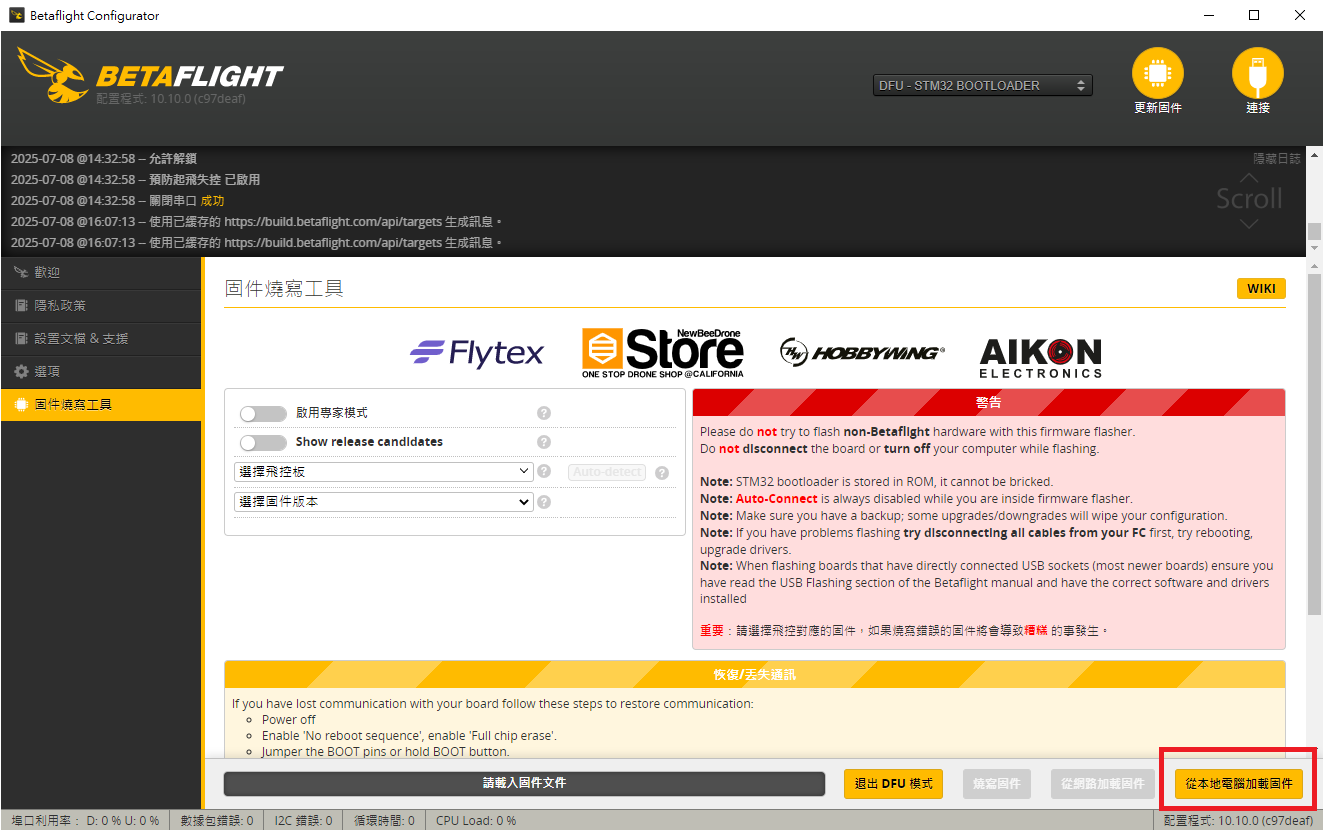 Betaflight Configurator
BETAFLIGHT
配置程式: 10.10.0 (c97deaf)
DFU - STM32 BOOTLOADER
更新固件
連接
2025-07-08 @14:32:58 -- 允許解鎖
2025-07-08 @14:32:58 -- 預防起飛失控 已啟用
2025-07-08 @14:32:58 -- 關閉串口 成功
2025-07-08 @16:07:13 -- 使用已緩存的 https://build.betaflight.com/api/targets 生成訊息。
2025-07-08 @16:07:13 -- 使用已緩存的 https://build.betaflight.com/api/targets 生成訊息。
隱藏日誌
Scroll
歡迎
隱私政策
設置文檔 & 支援
選項
固件燒寫工具
固件燒寫工具
WIKI
Flytex
NewBeeDrone
Store
ONE STOP DRONE SHOP @CALIFORNIA
HW HOBBYWING®
AIKON
ELECTRONICS
啟用專家模式
Show release candidates
選擇飛控板
Auto-detect
選擇固件版本
警告
Please do not try to flash non-Betaflight hardware with this firmware flasher.
Do not disconnect the board or turn off your computer while flashing.
Note: STM32 bootloader is stored in ROM, it cannot be bricked.
Note: Auto-Connect is always disabled while you are inside firmware flasher.
Note: Make sure you have a backup; some upgrades/downgrades will wipe your configuration.
Note: If you have problems flashing try disconnecting all cables from your FC first, try rebooting,
upgrade drivers.
Note: When flashing boards that have directly connected USB sockets (most newer boards) ensure you
have read the USB Flashing section of the Betaflight manual and have the correct software and drivers
installed
重要：請選擇飛控對應的固件，如果燒寫錯誤的固件將會導致糟糕 的事發生。
恢復/丟失通訊
If you have lost communication with your board follow these steps to restore communication:
Power off
Enable 'No reboot sequence', enable 'Full chip erase'.
Jumper the BOOT pins or hold BOOT button.
請載入固件文件
退出 DFU 模式
燒寫固件
從網路加載固件
從本地電腦加載固件
埠口利用率： D: 0 % U: 0 %
數據包錯誤: 0
I2C 錯誤: 0
循環時間: 0
CPU Load: 0 %
配置程式: 10.10.0 (c97deaf)